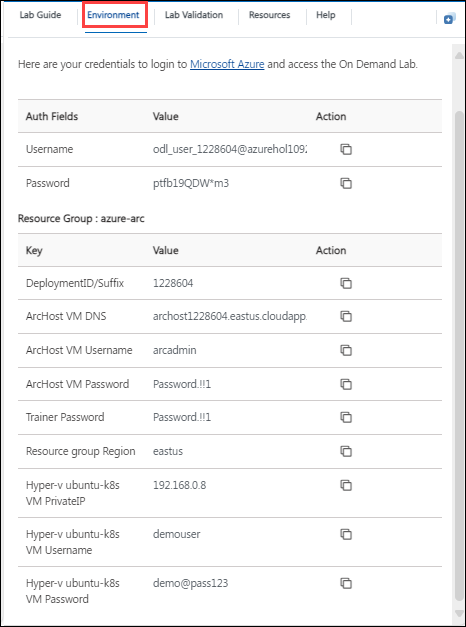 Lab Guide Environment Lab Validation Resources Help
Here are your credentials to login to Microsoft Azure and access the On Demand Lab.
Auth Fields Value Action
Username odl_user_1228604@azurehol1092
Password ptfb19QDW*m3
Resource Group : azure-arc
Key Value Action
DeploymentID/Suffix 1228604
ArcHost VM DNS archost1228604.eastus.cloudapp.
ArcHost VM Username arcadmin
ArcHost VM Password Password.!!1
Trainer Password Password.!!1
Resource group Region eastus
Hyper-v ubuntu-k8s 192.168.0.8
VM PrivateIP
Hyper-v ubuntu-k8s demouser
VM Username
Hyper-v ubuntu-k8s demo@pass123
VM Password